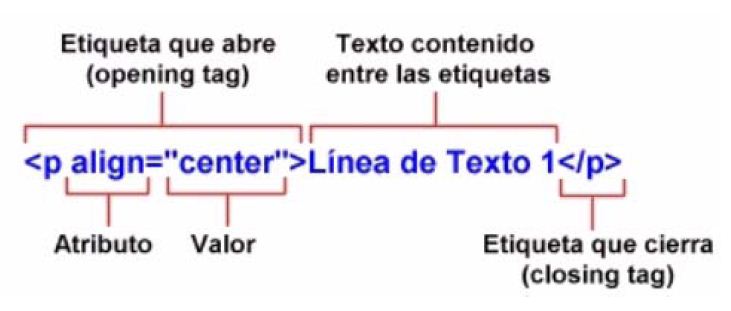 Etiqueta que abre
(opening tag)
Texto contenido
entre las etiquetas
<p align="center">Línea de Texto 1</p>
Atributo
Valor
Etiqueta que cierra
(closing tag)